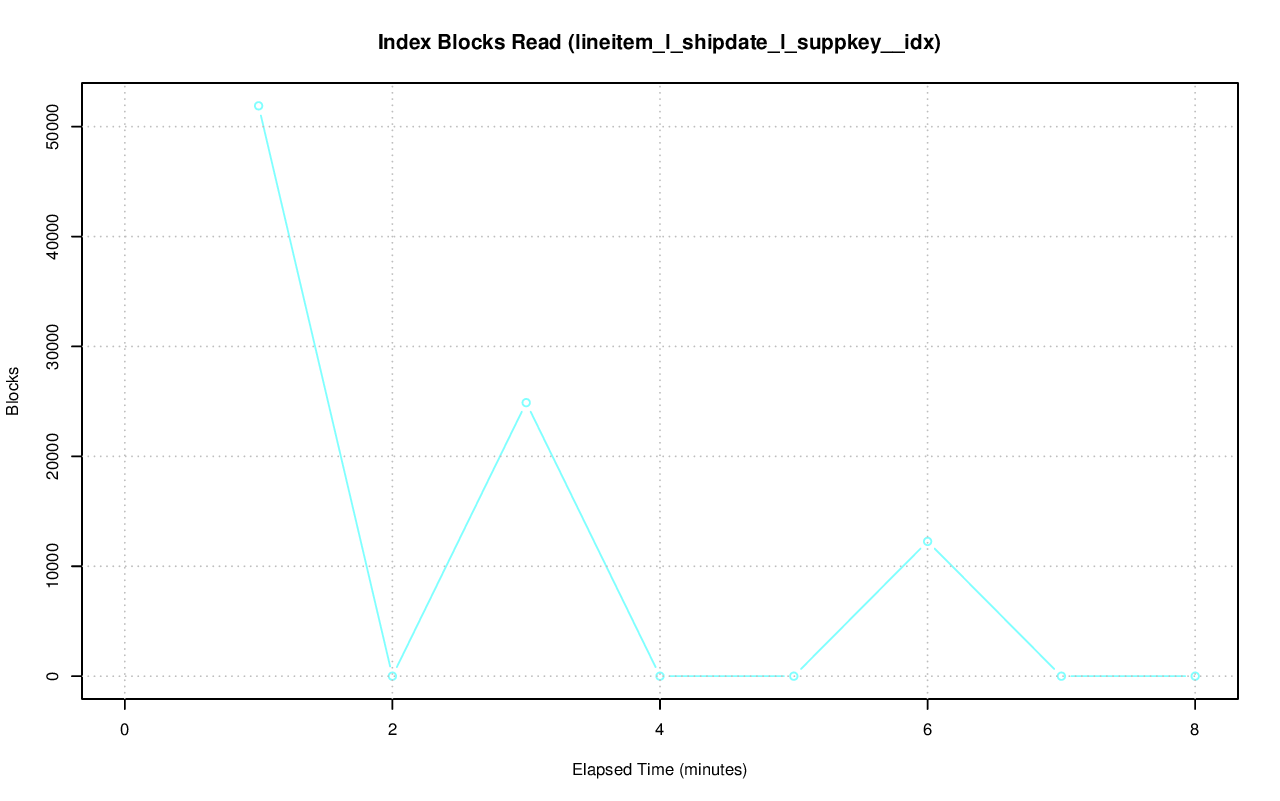 Index Blocks Read (lineitem_l_shipdate_l_suppkey__idx)
Blocks
50000
40000
30000
20000
10000
0
0 2 4 6 8
Elapsed Time (minutes)